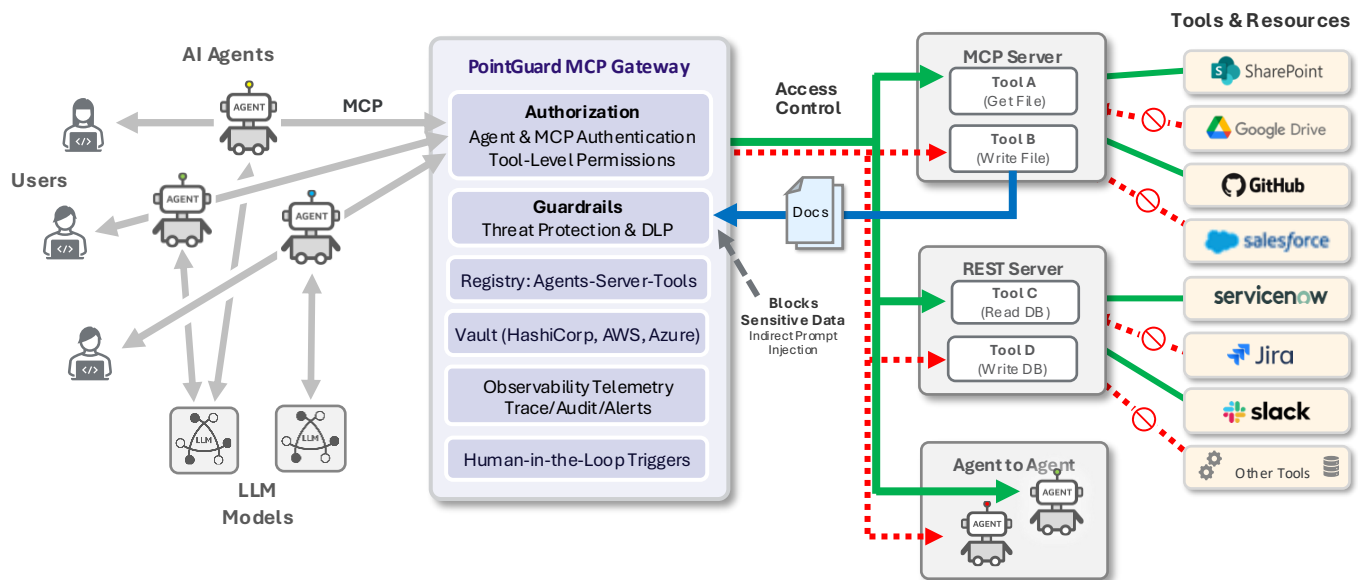 AI Agents
AGENT
MCP
Users
AGENT
AGENT
LLM
LLM
LLM
Models
PointGuard MCP Gateway
Authorization
Agent & MCP Authentication
Tool-Level Permissions
Guardrails
Threat Protection & DLP
Registry: Agents-Server-Tools
Vault (HashiCorp, AWS, Azure)
Observability Telemetry
Trace/Audit/Alerts
Human-in-the-Loop Triggers
Access
Control
Docs
Blocks
Sensitive Data
Indirect Prompt
Injection
MCP Server
Tool A
(Get File)
Tool B
(Write File)
REST Server
Tool C
(Read DB)
Tool D
(Write DB)
Agent to Agent
AGENT
AGENT
Tools & Resources
S
SharePoint
Google Drive
GitHub
salesforce
servicenow
Jira
slack
Other Tools